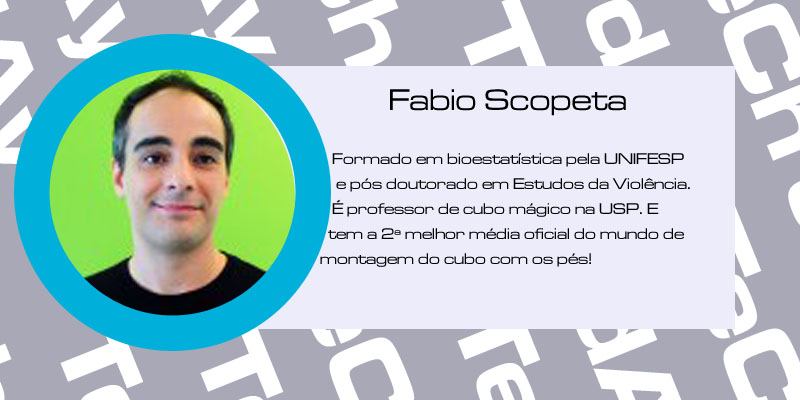 Fabio Scopeta
Formado em bioestatística pela UNIFESP
e pós doutorado em Estudos da Violência.
É professor de cubo mágico na USP. E
tem a 2ª melhor média oficial do mundo de
montagem do cubo com os pés!